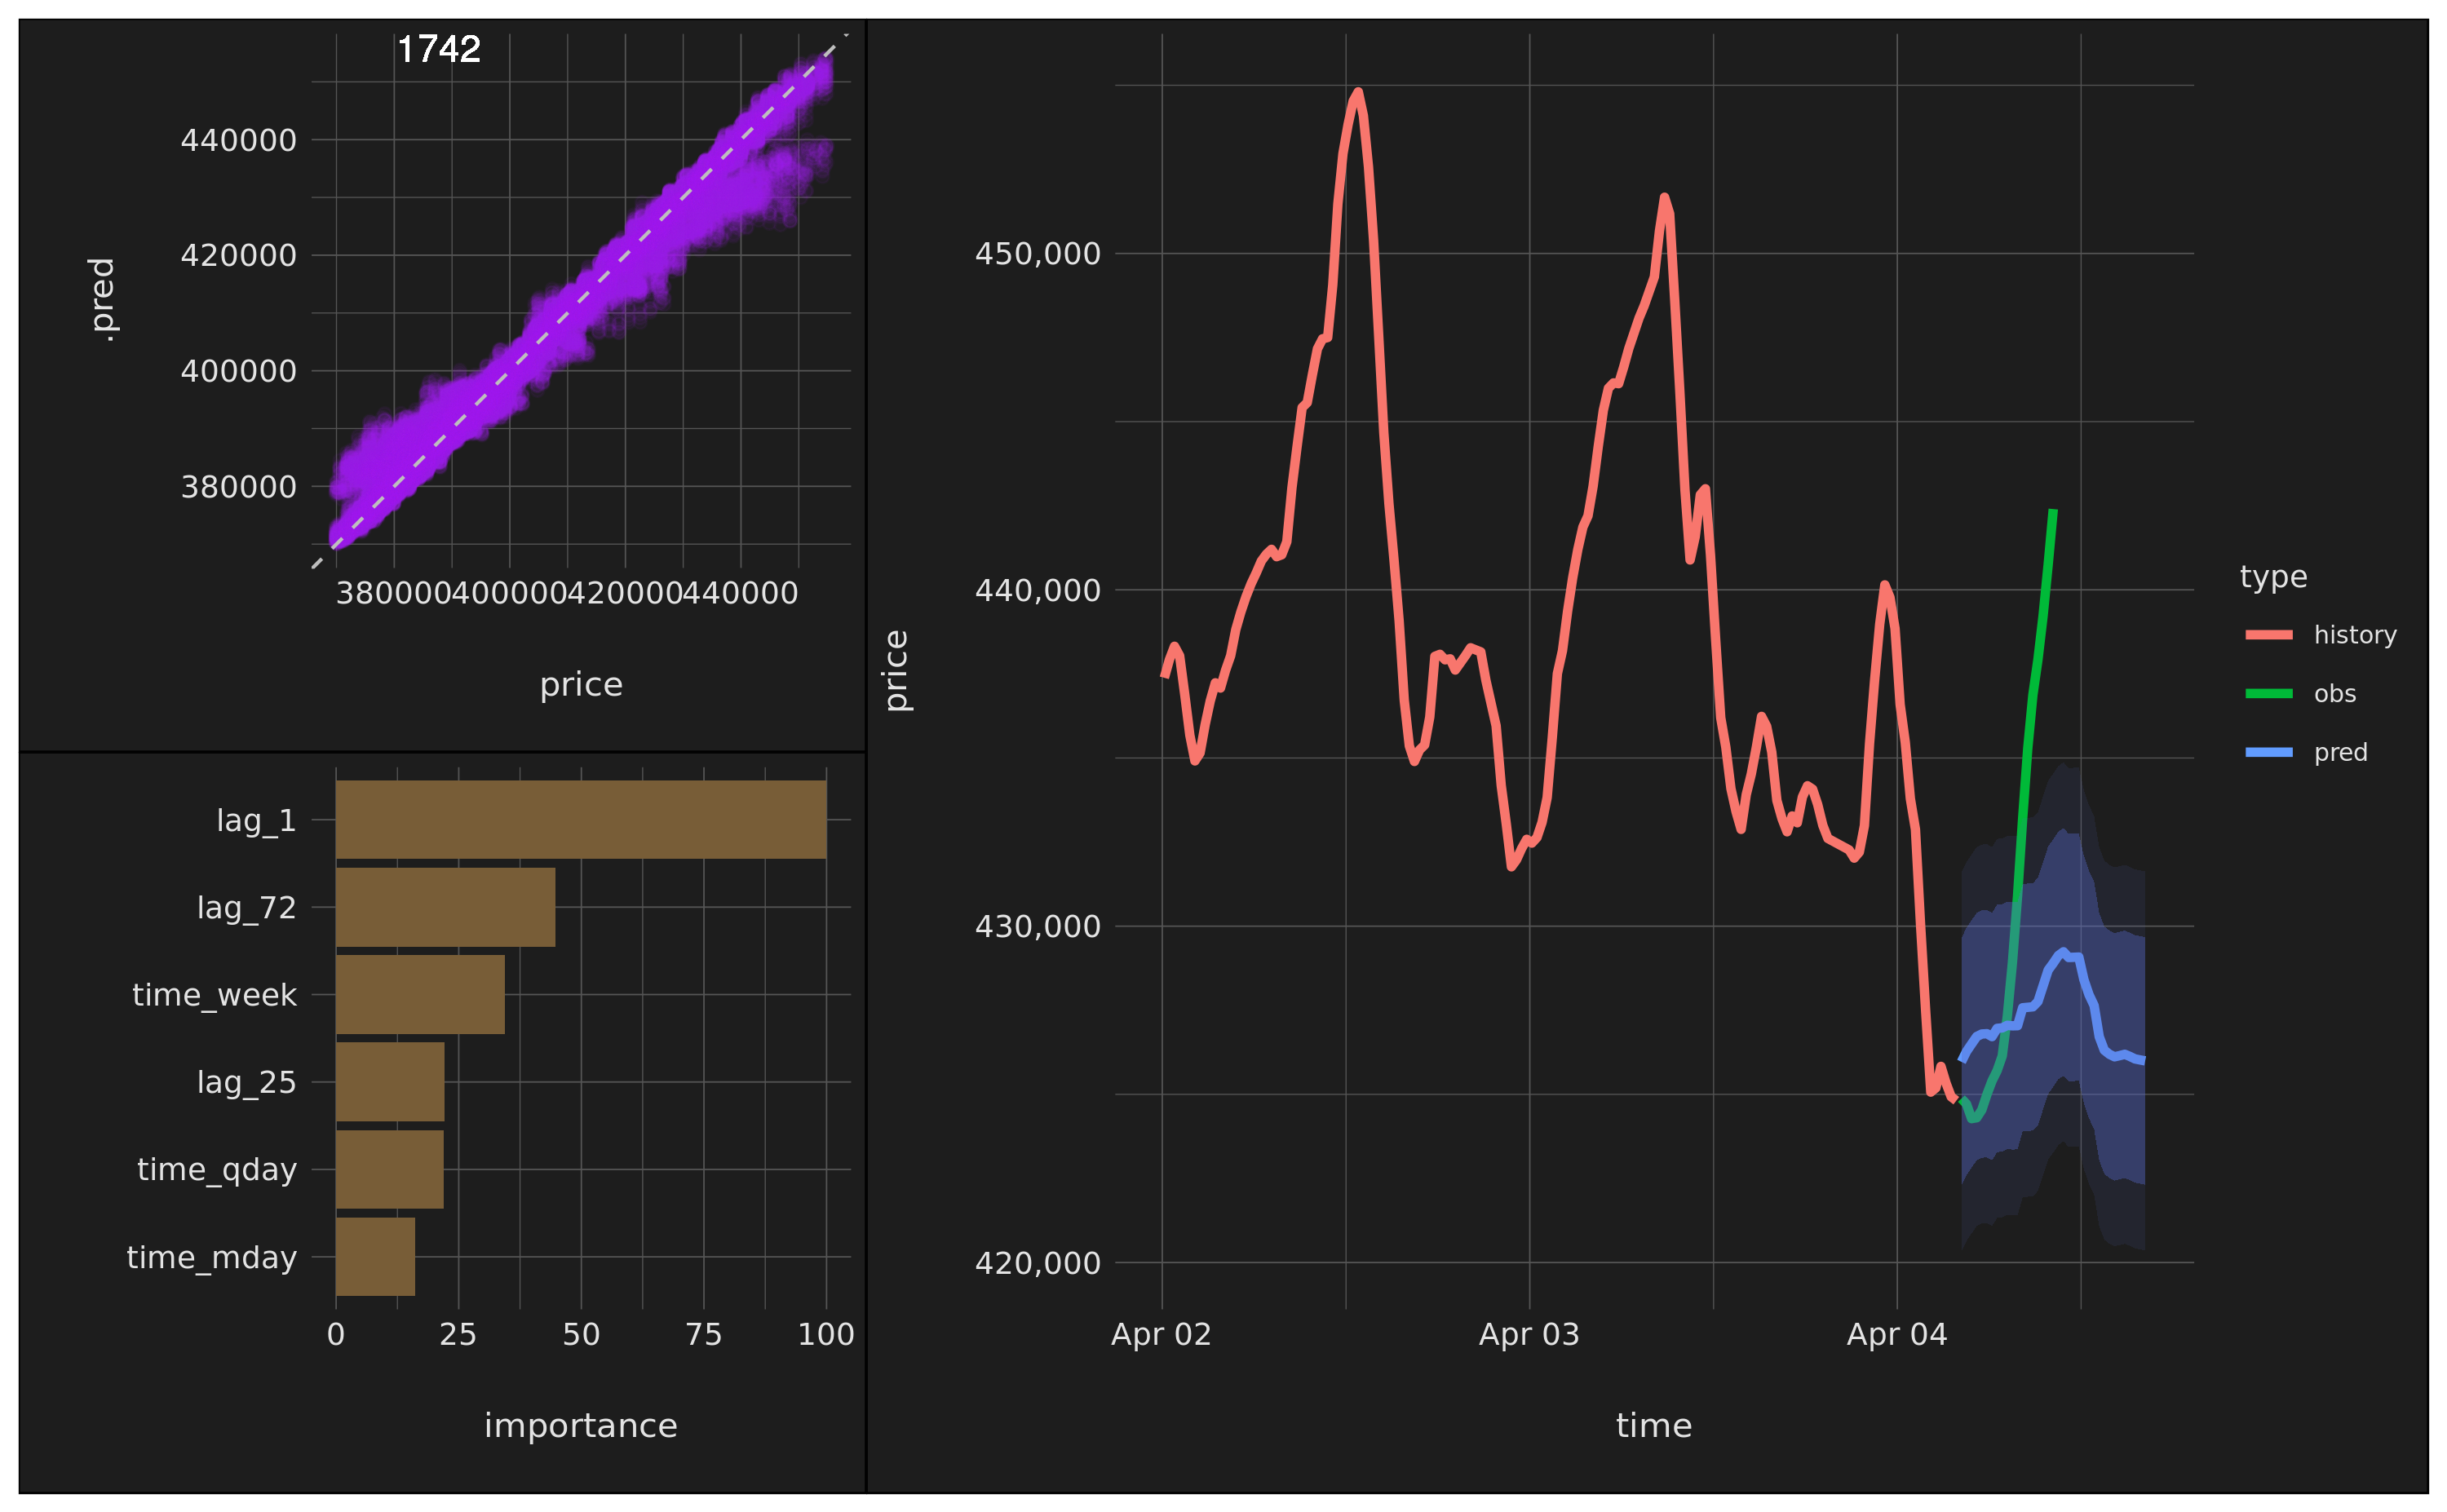 1742
.pred
440000
420000
400000
380000
380000400000420000440000
price
lag_1
lag_72
time_week
lag_25
time_qday
time_mday
0 25 50 75 100
importance
price
450,000
440,000
430,000
420,000
Apr 02 Apr 03 Apr 04
time
type
history
obs
pred